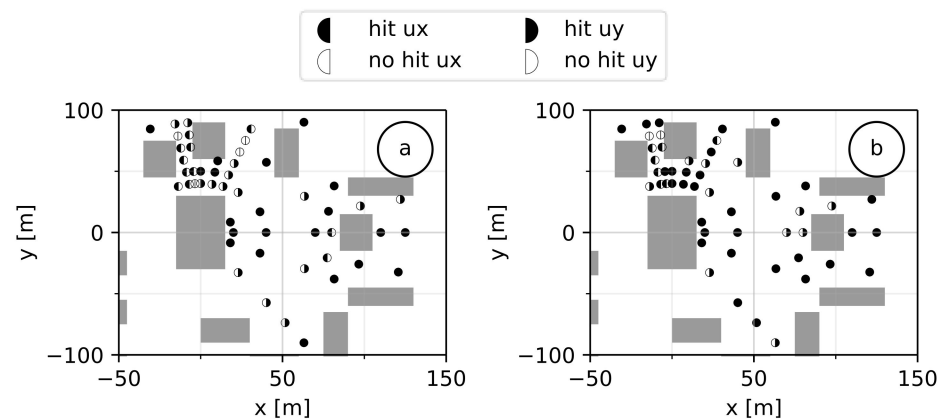 hit ux hit uy
no hit ux no hit uy
a b
100 100
0 0
−100 −100
y [m] y [m]
−50 50 150 −50 50 150
x [m] x [m]